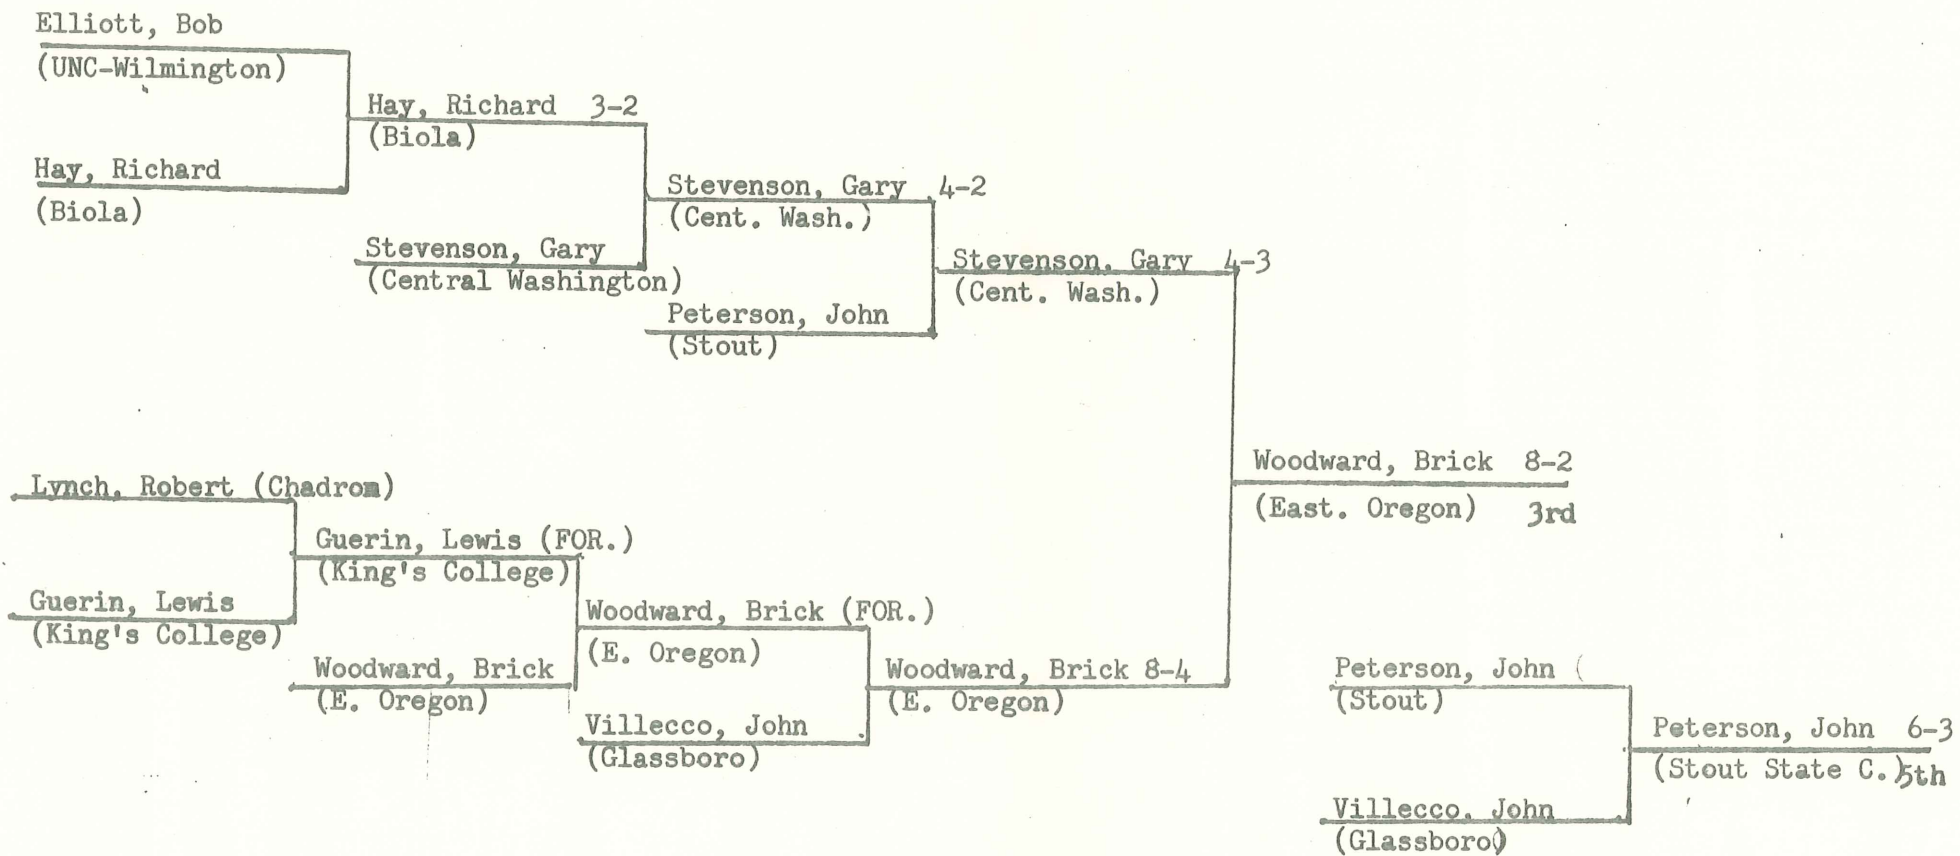 Elliott, Bob
(UNC-Wilmington)
Hay, Richard 3-2
(Biola)
Hay, Richard
(Biola)
Stevenson, Gary 4-2
(Cent. Wash.)
Stevenson, Gary
(Central Washington)
Stevenson, Gary 4-3
(Cent. Wash.)
Peterson, John
(Stout)
Woodward, Brick 8-2
(East. Oregon) 3rd
Lynch, Robert (Chadron)
Guerin, Lewis (FOR.)
(King's College)
Guerin, Lewis
(King's College)
Woodward, Brick (FOR.)
(E. Oregon)
Woodward, Brick
(E. Oregon)
Woodward, Brick 8-4
(E. Oregon)
Villecco, John
(Glassboro)
Peterson, John (
(Stout)
Peterson, John 6-3
(Stout State C.) 5th
Villecco, John
(Glassboro)